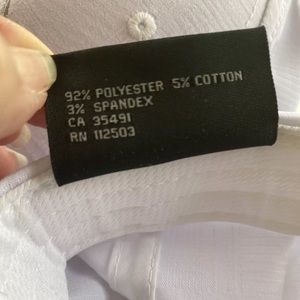 92% POLYESTER 5% COTTON
3% SPANDEX
CA 35491
RN 112503